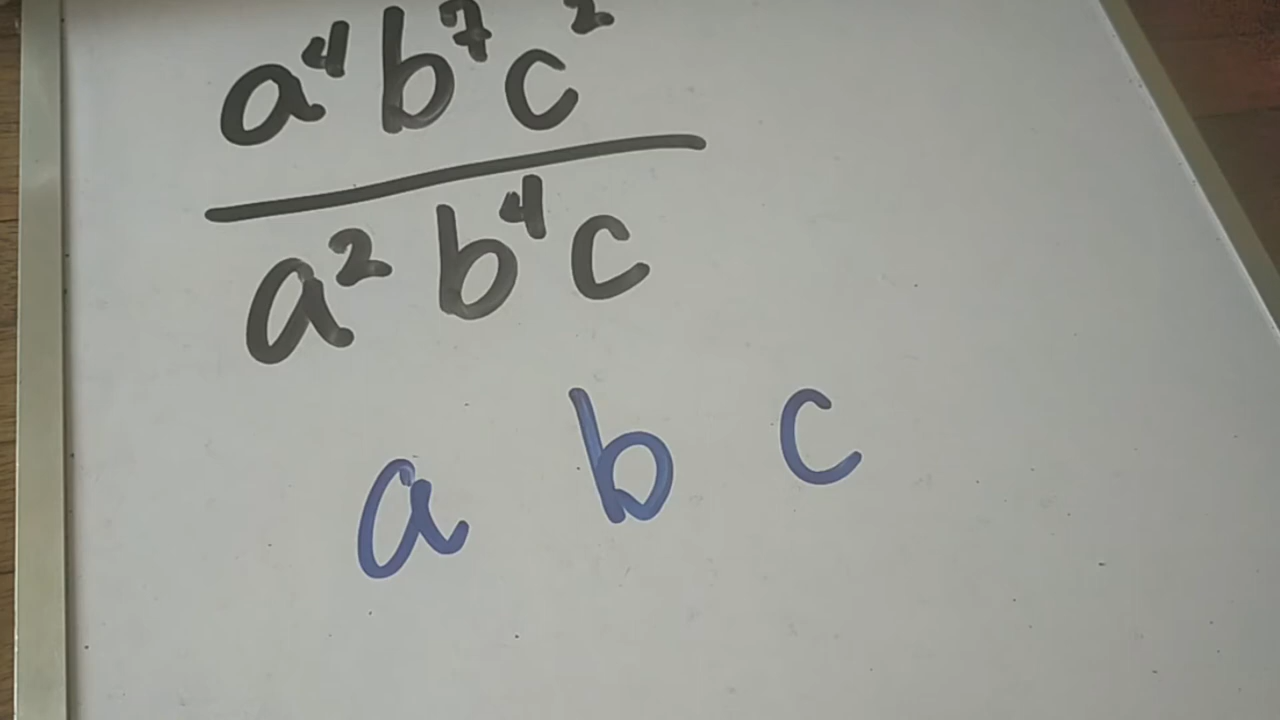 a⁴b⁷c²
a²b⁴c
a b c